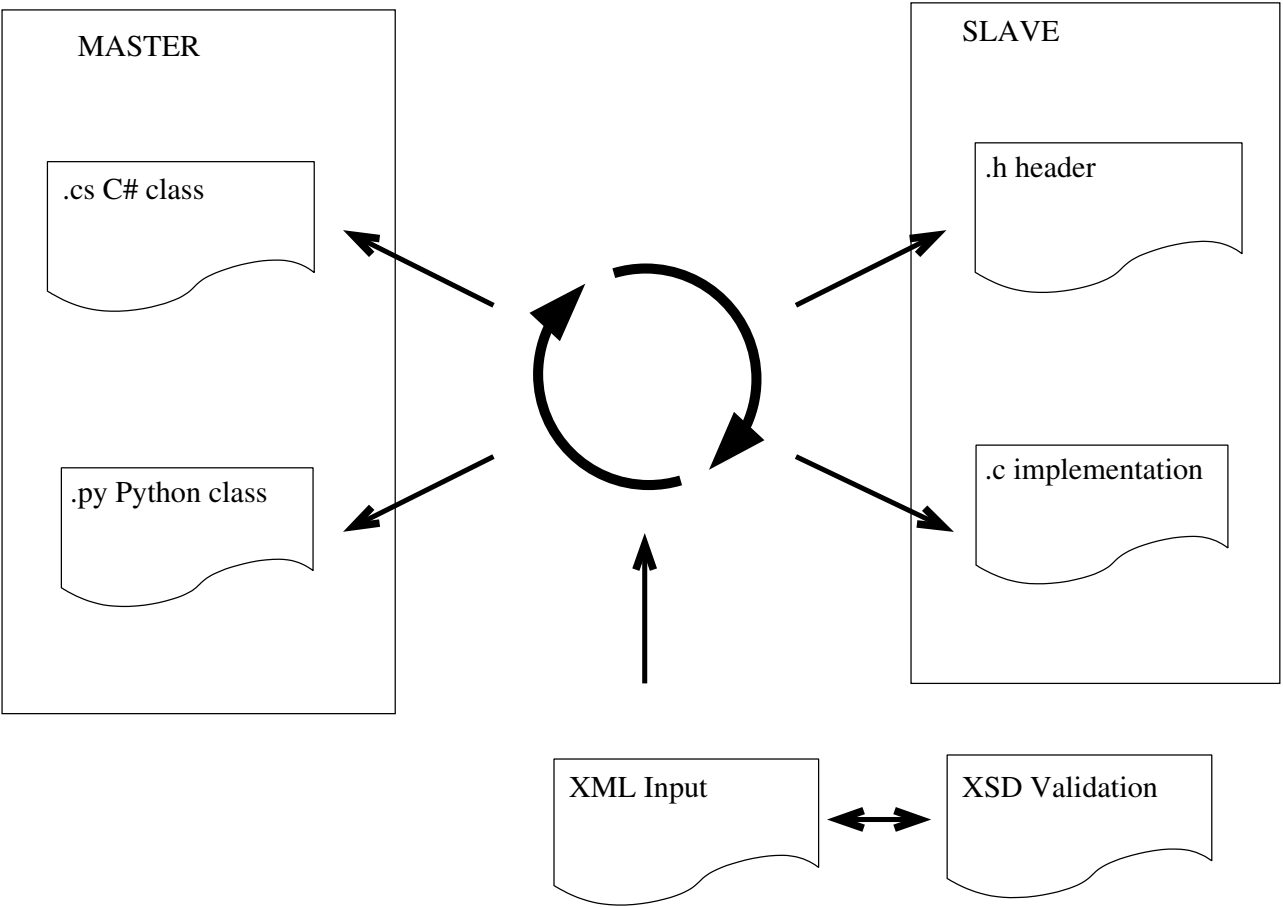 MASTER
.cs C# class
.py Python class
SLAVE
.h header
.c implementation
XML Input
XSD Validation